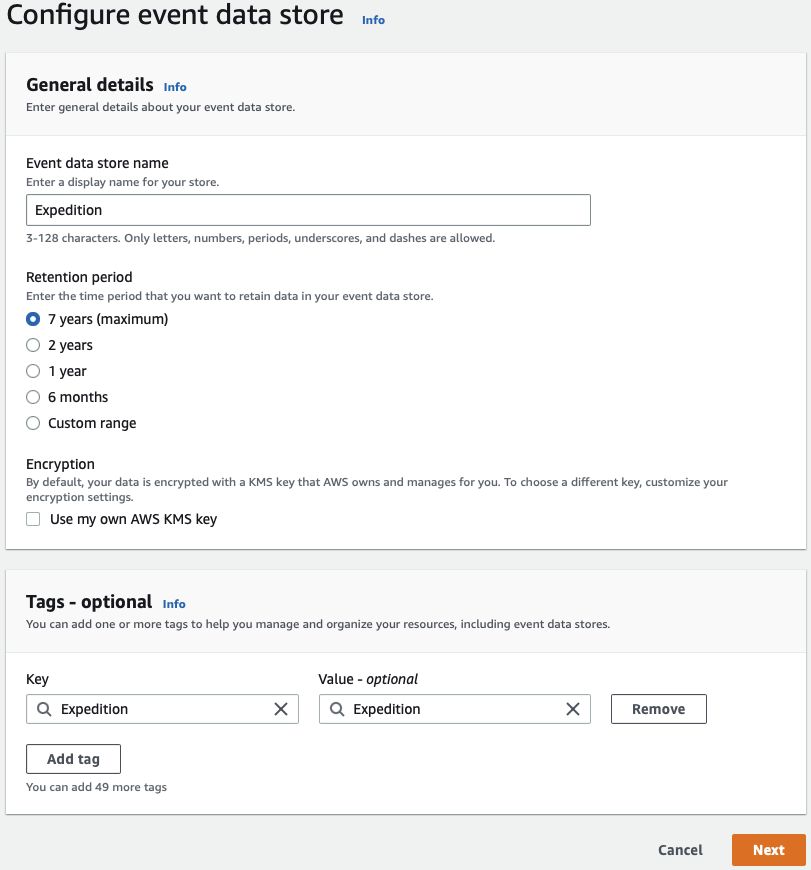 Configure event data store Info
General details Info
Enter general details about your event data store.
Event data store name
Enter a display name for your store.
Expedition
3-128 characters. Only letters, numbers, periods, underscores, and dashes are allowed.
Retention period
Enter the time period that you want to retain data in your event data store.
7 years (maximum)
2 years
1 year
6 months
Custom range
Encryption
By default, your data is encrypted with a KMS key that AWS owns and manages for you. To choose a different key, customize your
encryption settings.
Use my own AWS KMS key
Tags - optional Info
You can add one or more tags to help you manage and organize your resources, including event data stores.
Key Value - optional
Expedition Expedition Remove
Add tag
You can add 49 more tags
Cancel Next